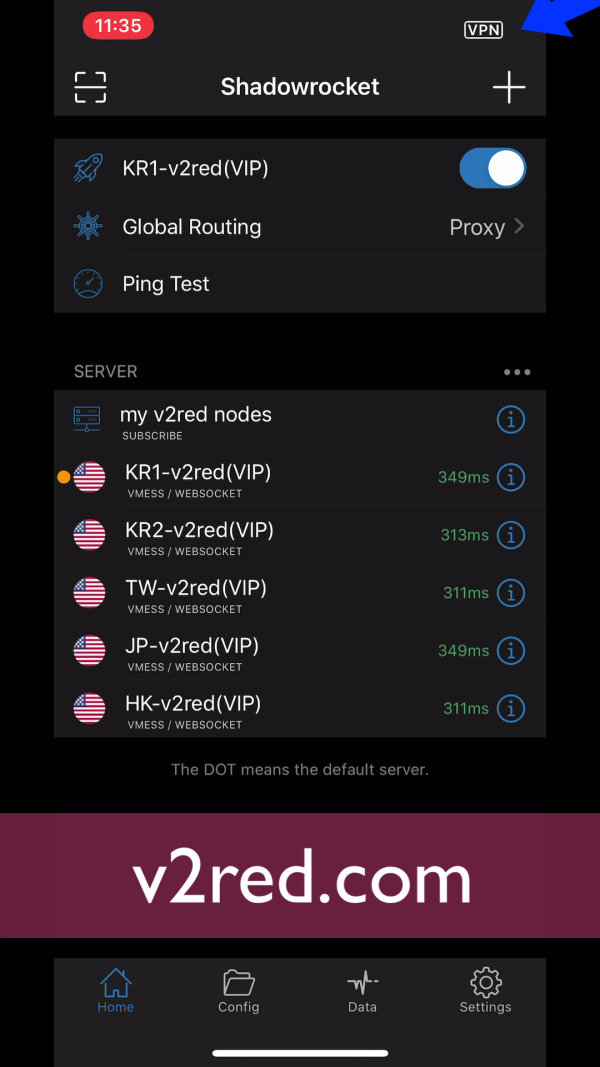 11:35
VPN
Shadowrocket
KR1-v2red(VIP)
Global Routing
Proxy
Ping Test
SERVER
my v2red nodes
SUBSCRIBE
KR1-v2red(VIP)
349ms
VMESS / WEBSOCKET
KR2-v2red(VIP)
313ms
VMESS / WEBSOCKET
TW-v2red(VIP)
311ms
VMESS / WEBSOCKET
JP-v2red(VIP)
349ms
VMESS / WEBSOCKET
HK-v2red(VIP)
311ms
VMESS / WEBSOCKET
The DOT means the default server.
v2red.com
Home
Config
Data
Settings